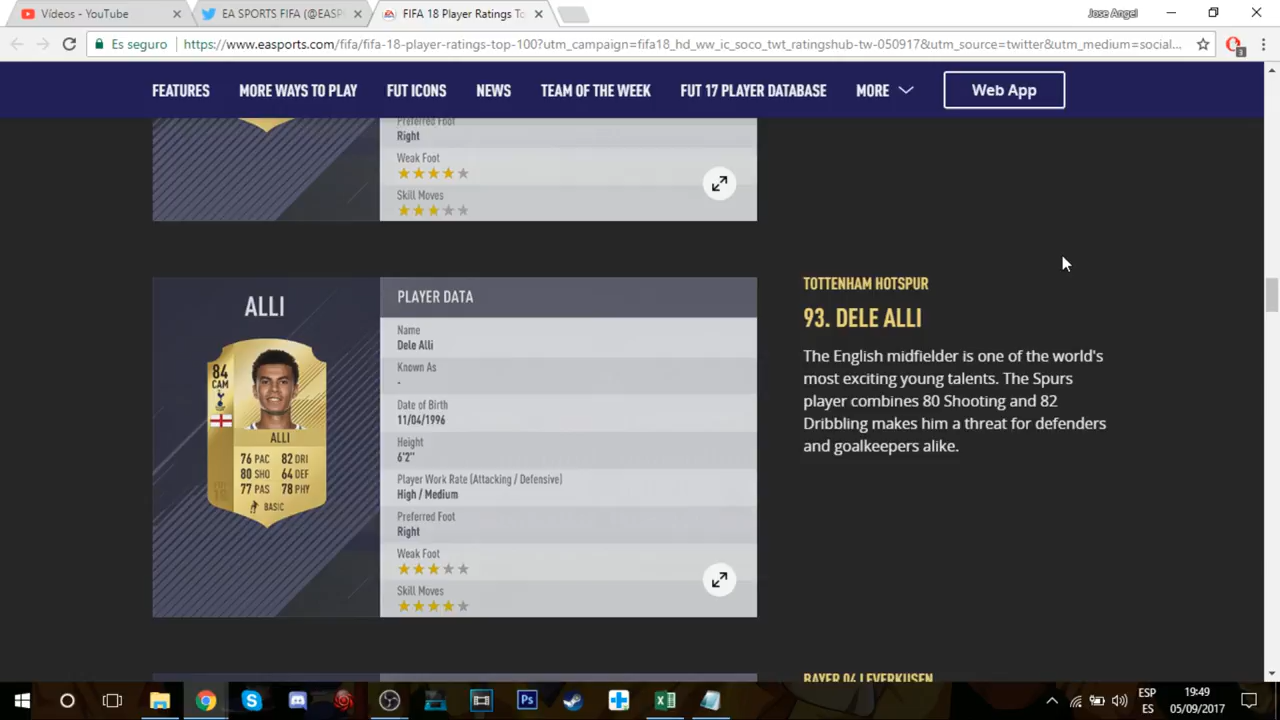 Vídeos - YouTube
EA SPORTS FIFA (@EASP
FIFA 18 Player Ratings To
Jose Angel
Es seguro
https://www.easports.com/fifa/fifa-18-player-ratings-top-100?utm_campaign=fifa18_hd_ww_ic_soco_twt_ratingshub-tw-050917&utm_source=twitter&utm_medium=social...
3
FEATURES
MORE WAYS TO PLAY
FUT ICONS
NEWS
TEAM OF THE WEEK
FUT 17 PLAYER DATABASE
MORE
Web App
Preferred Foot
Right
Weak Foot
Skill Moves
ALLI
84
CAM
ALLI
76 PAC 82 DRI
80 SHO 64 DEF
77 PAS 78 PHY
BASIC
PLAYER DATA
Name
Dele Alli
Known As
-
Date of Birth
11/04/1996
Height
6'2"
Player Work Rate (Attacking / Defensive)
High / Medium
Preferred Foot
Right
Weak Foot
Skill Moves
TOTTENHAM HOTSPUR
93. DELE ALLI
The English midfielder is one of the world's
most exciting young talents. The Spurs
player combines 80 Shooting and 82
Dribbling makes him a threat for defenders
and goalkeepers alike.
BAYER 04 LEVERKUSEN
Ps
ESP
ES
19:49
05/09/2017